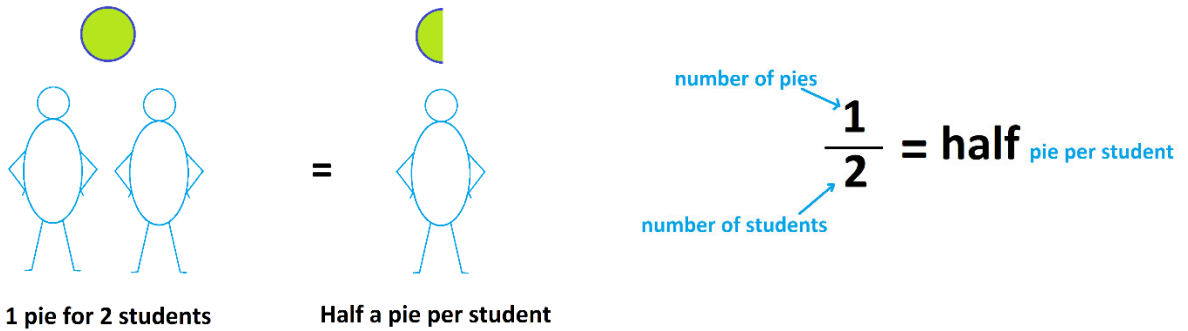 number of pies
1
2
= half pie per student
number of students
=
1 pie for 2 students
Half a pie per student